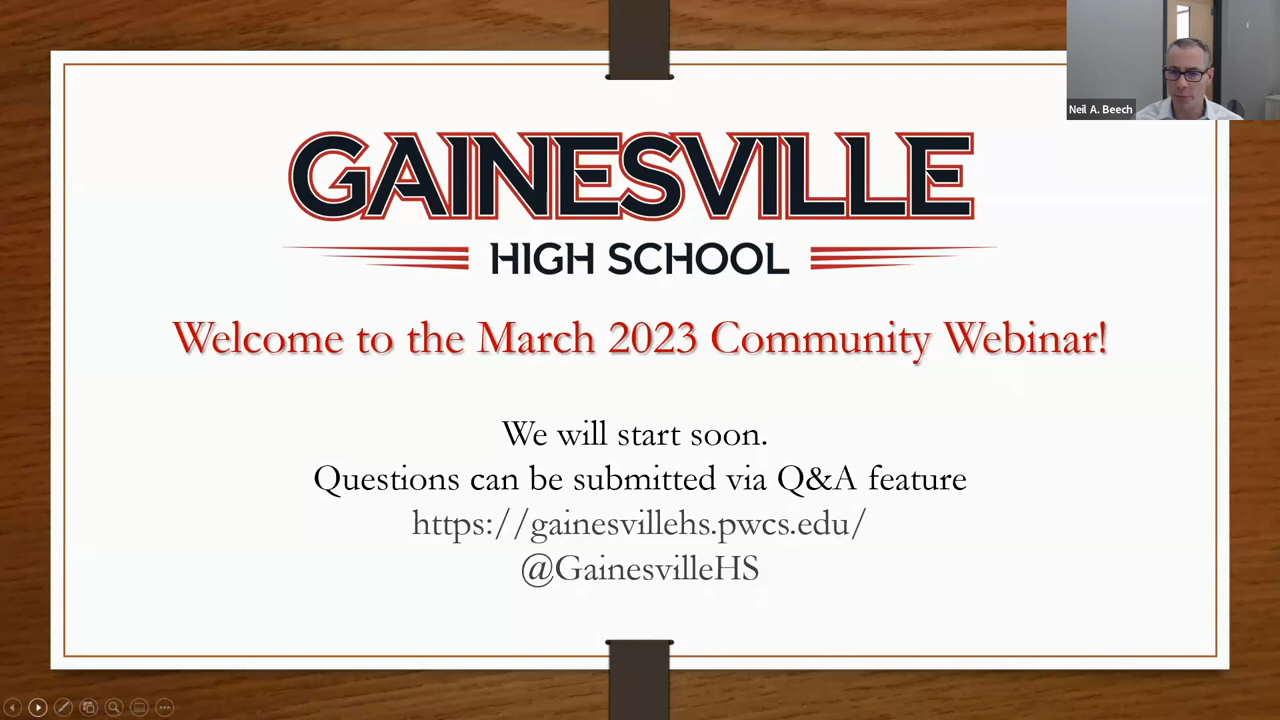 Neil A. Beech
GAINESVILLE
HIGH SCHOOL
Welcome to the March 2023 Community Webinar!
We will start soon.
Questions can be submitted via Q&A feature
https://gainesvillehs.pwcs.edu/
@GainesvilleHS